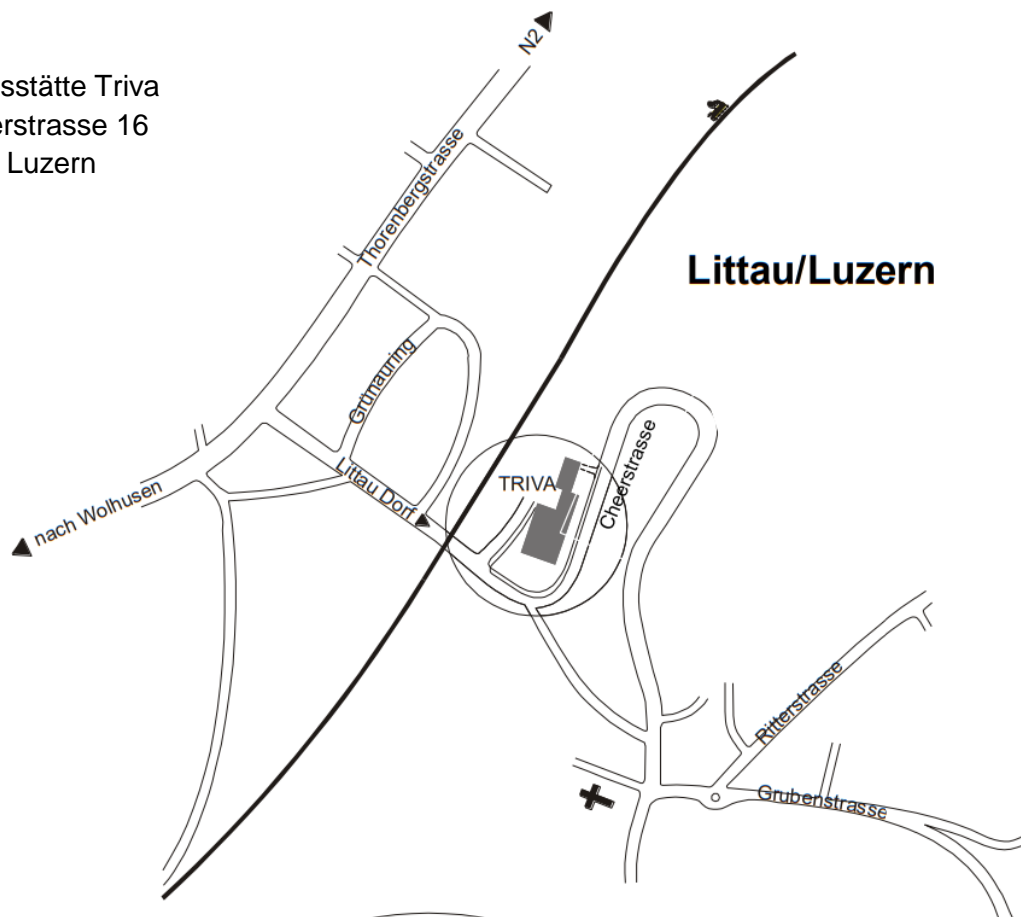 N2
sstätte Triva
erstrasse 16
Luzern
Thorenbergstrasse
Littau/Luzern
Grünauring
Littau Dorf
TRIVA
Cheerstrasse
nach Wolhusen
Ritterstrasse
Grubenstrasse